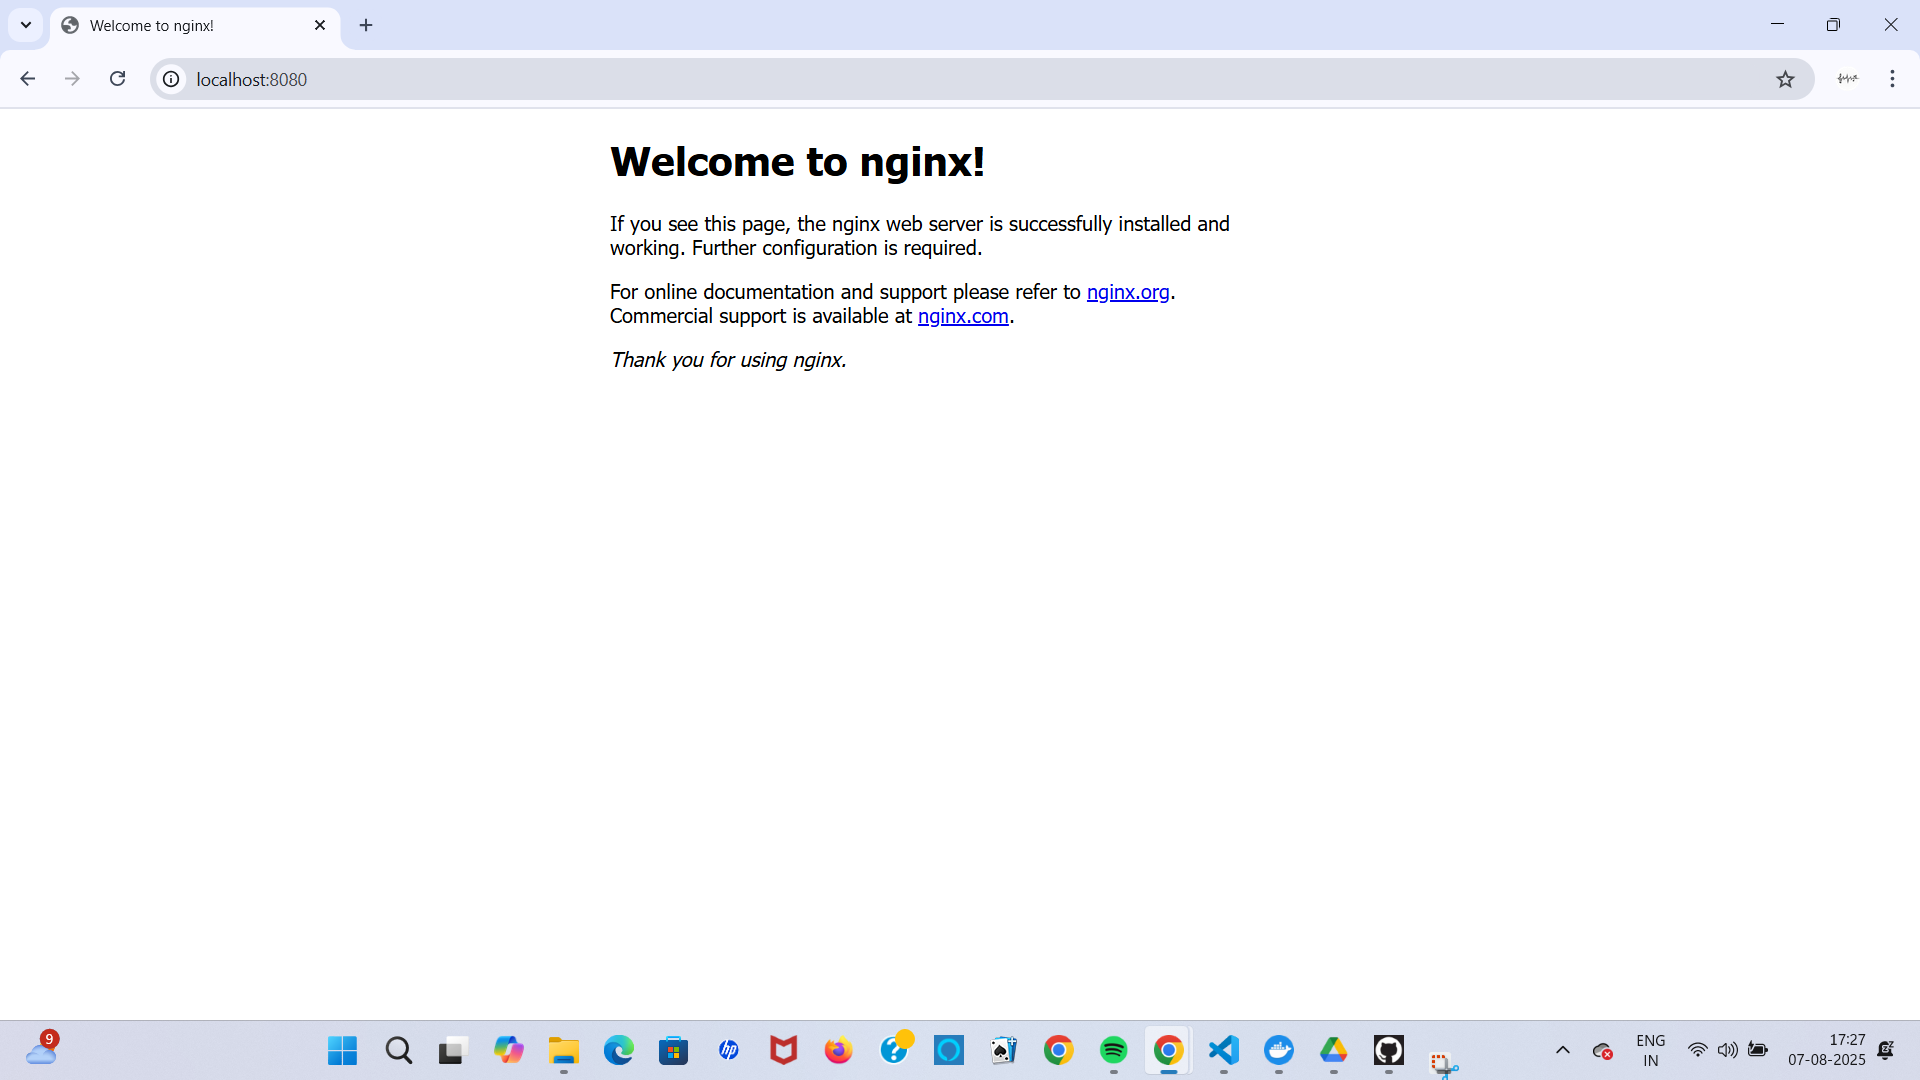 Welcome to nginx!
localhost:8080
Welcome to nginx!
If you see this page, the nginx web server is successfully installed and
working. Further configuration is required.
For online documentation and support please refer to nginx.org.
Commercial support is available at nginx.com.
Thank you for using nginx.
9
hp
ENG
IN
17:27
07-08-2025